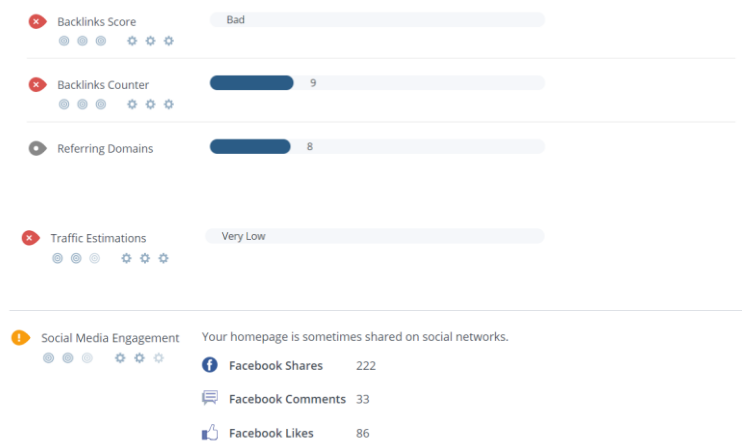 Backlinks Score Bad
Backlinks Counter 9
Referring Domains 8
Traffic Estimations Very Low
Social Media Engagement Your homepage is sometimes shared on social networks.
Facebook Shares 222
Facebook Comments 33
Facebook Likes 86